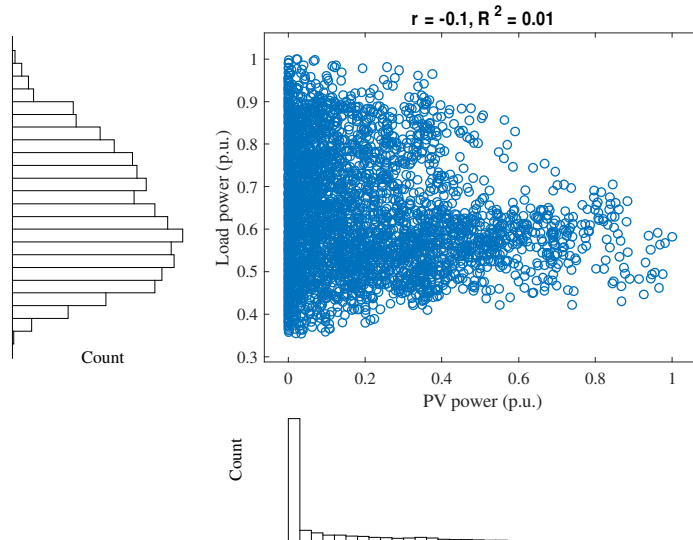 r = -0.1, R² = 0.01
1
0.9
0.8
0.7
0.6
0.5
0.4
0.3
Load power (p.u.)
0 0.2 0.4 0.6 0.8 1
PV power (p.u.)
Count
Count